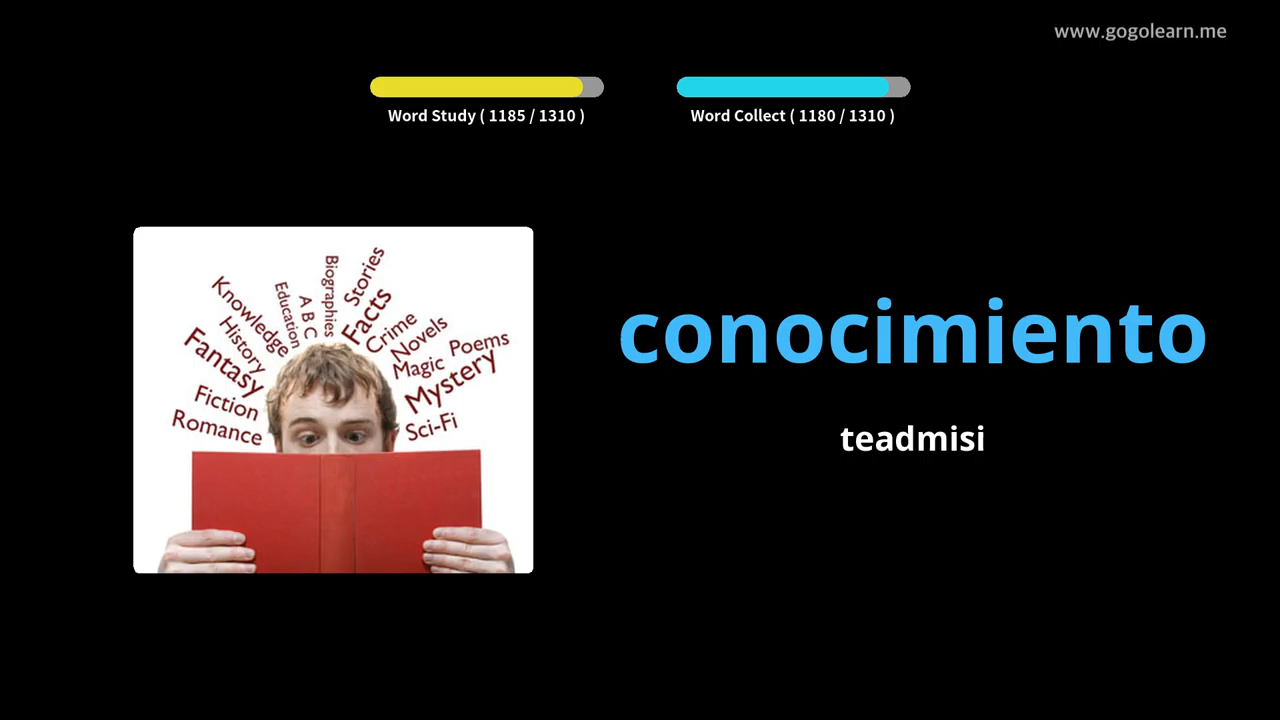 www.gogolearn.me
Word Study ( 1185 / 1310 )
Word Collect ( 1180 / 1310 )
Knowledge
Education
A B C
Biographies
Stories
Facts
Crime
Novels
Poems
History
Magic
Fantasy
Mystery
Fiction
Sci-Fi
Romance
conocimiento
teadmisi